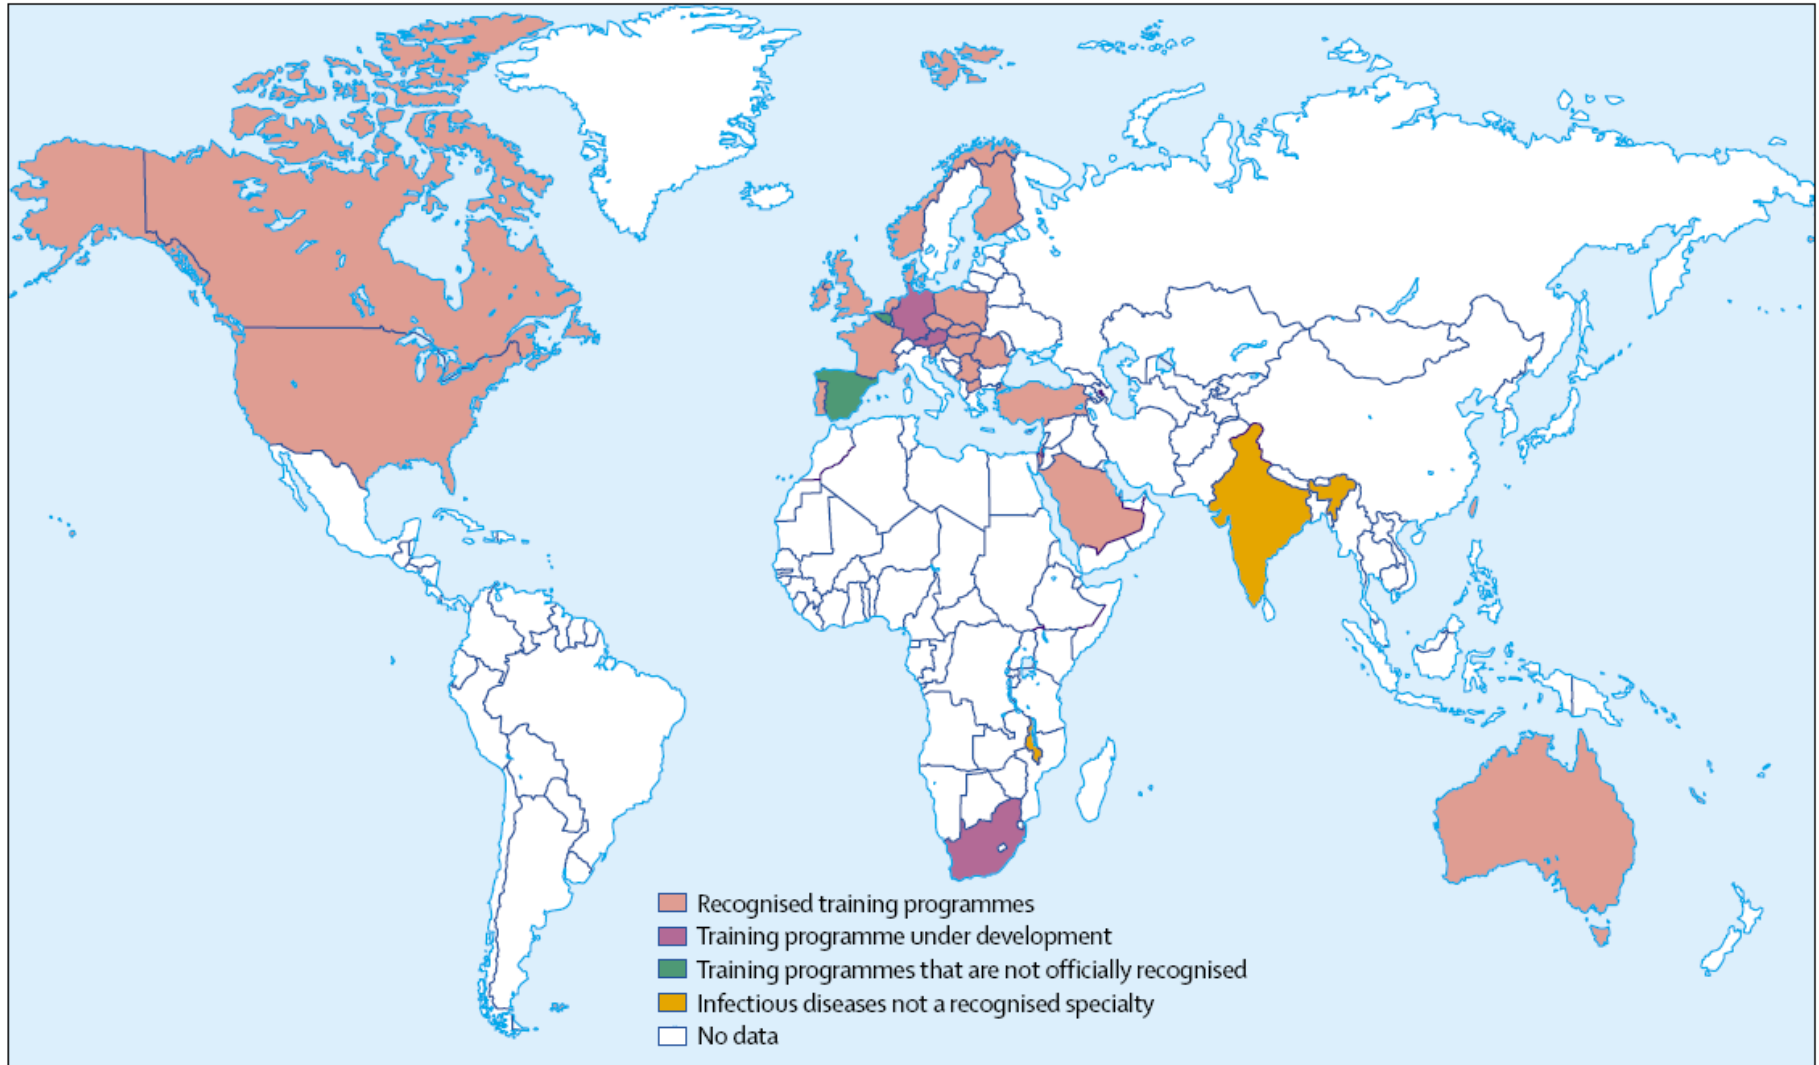 Recognised training programmes
Training programme under development
Training programmes that are not officially recognised
Infectious diseases not a recognised specialty
No data